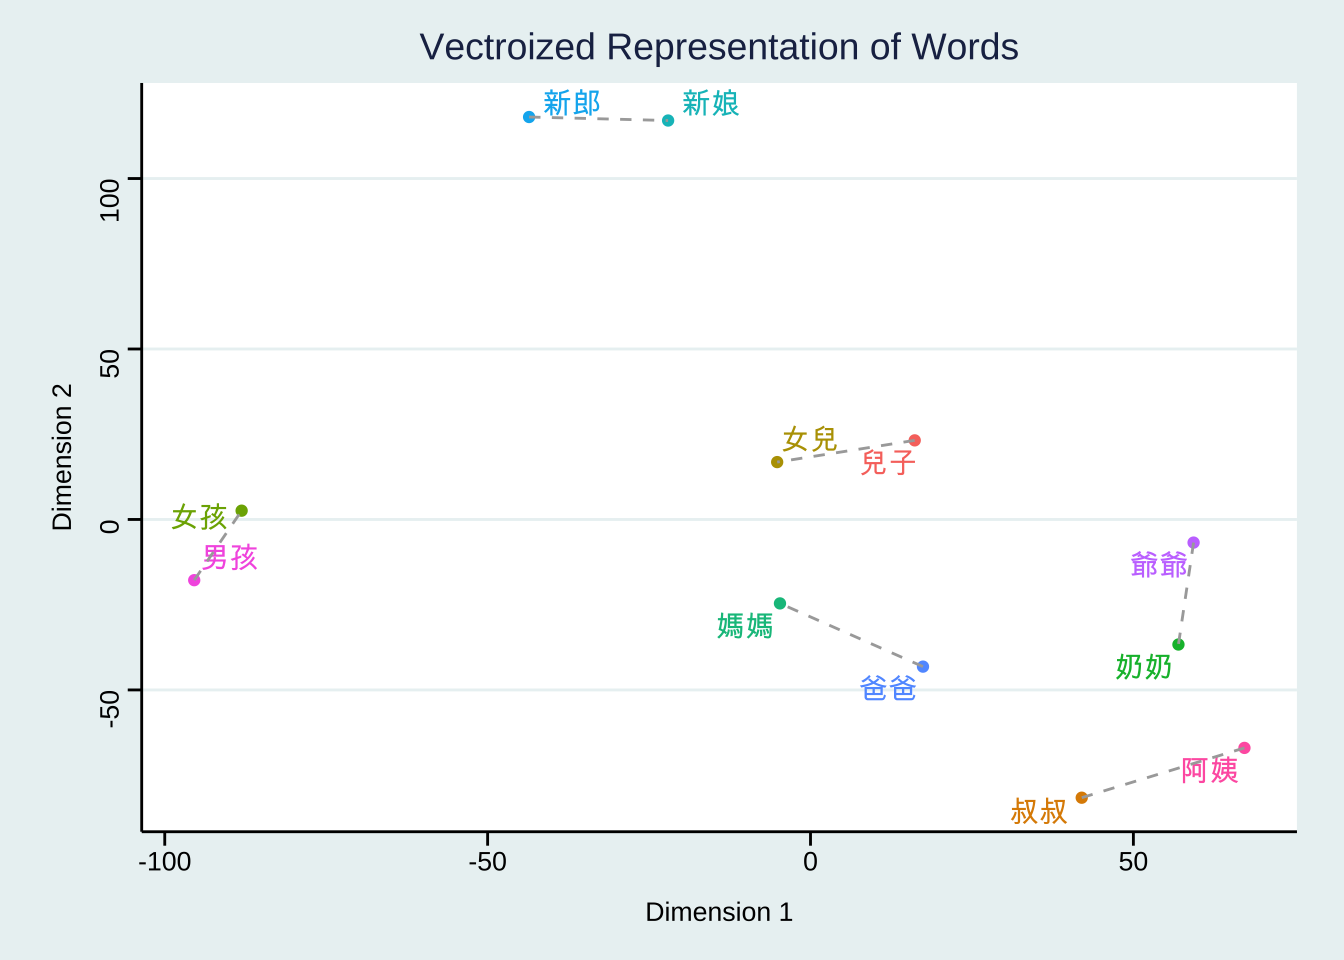 Vectroized Representation of Words
新郎
新娘
100
50
女兒
兒子
Dimension 2
女孩
0
男孩
爺爺
媽媽
奶奶
爸爸
-50
阿姨
叔叔
-100
-50
0
50
Dimension 1